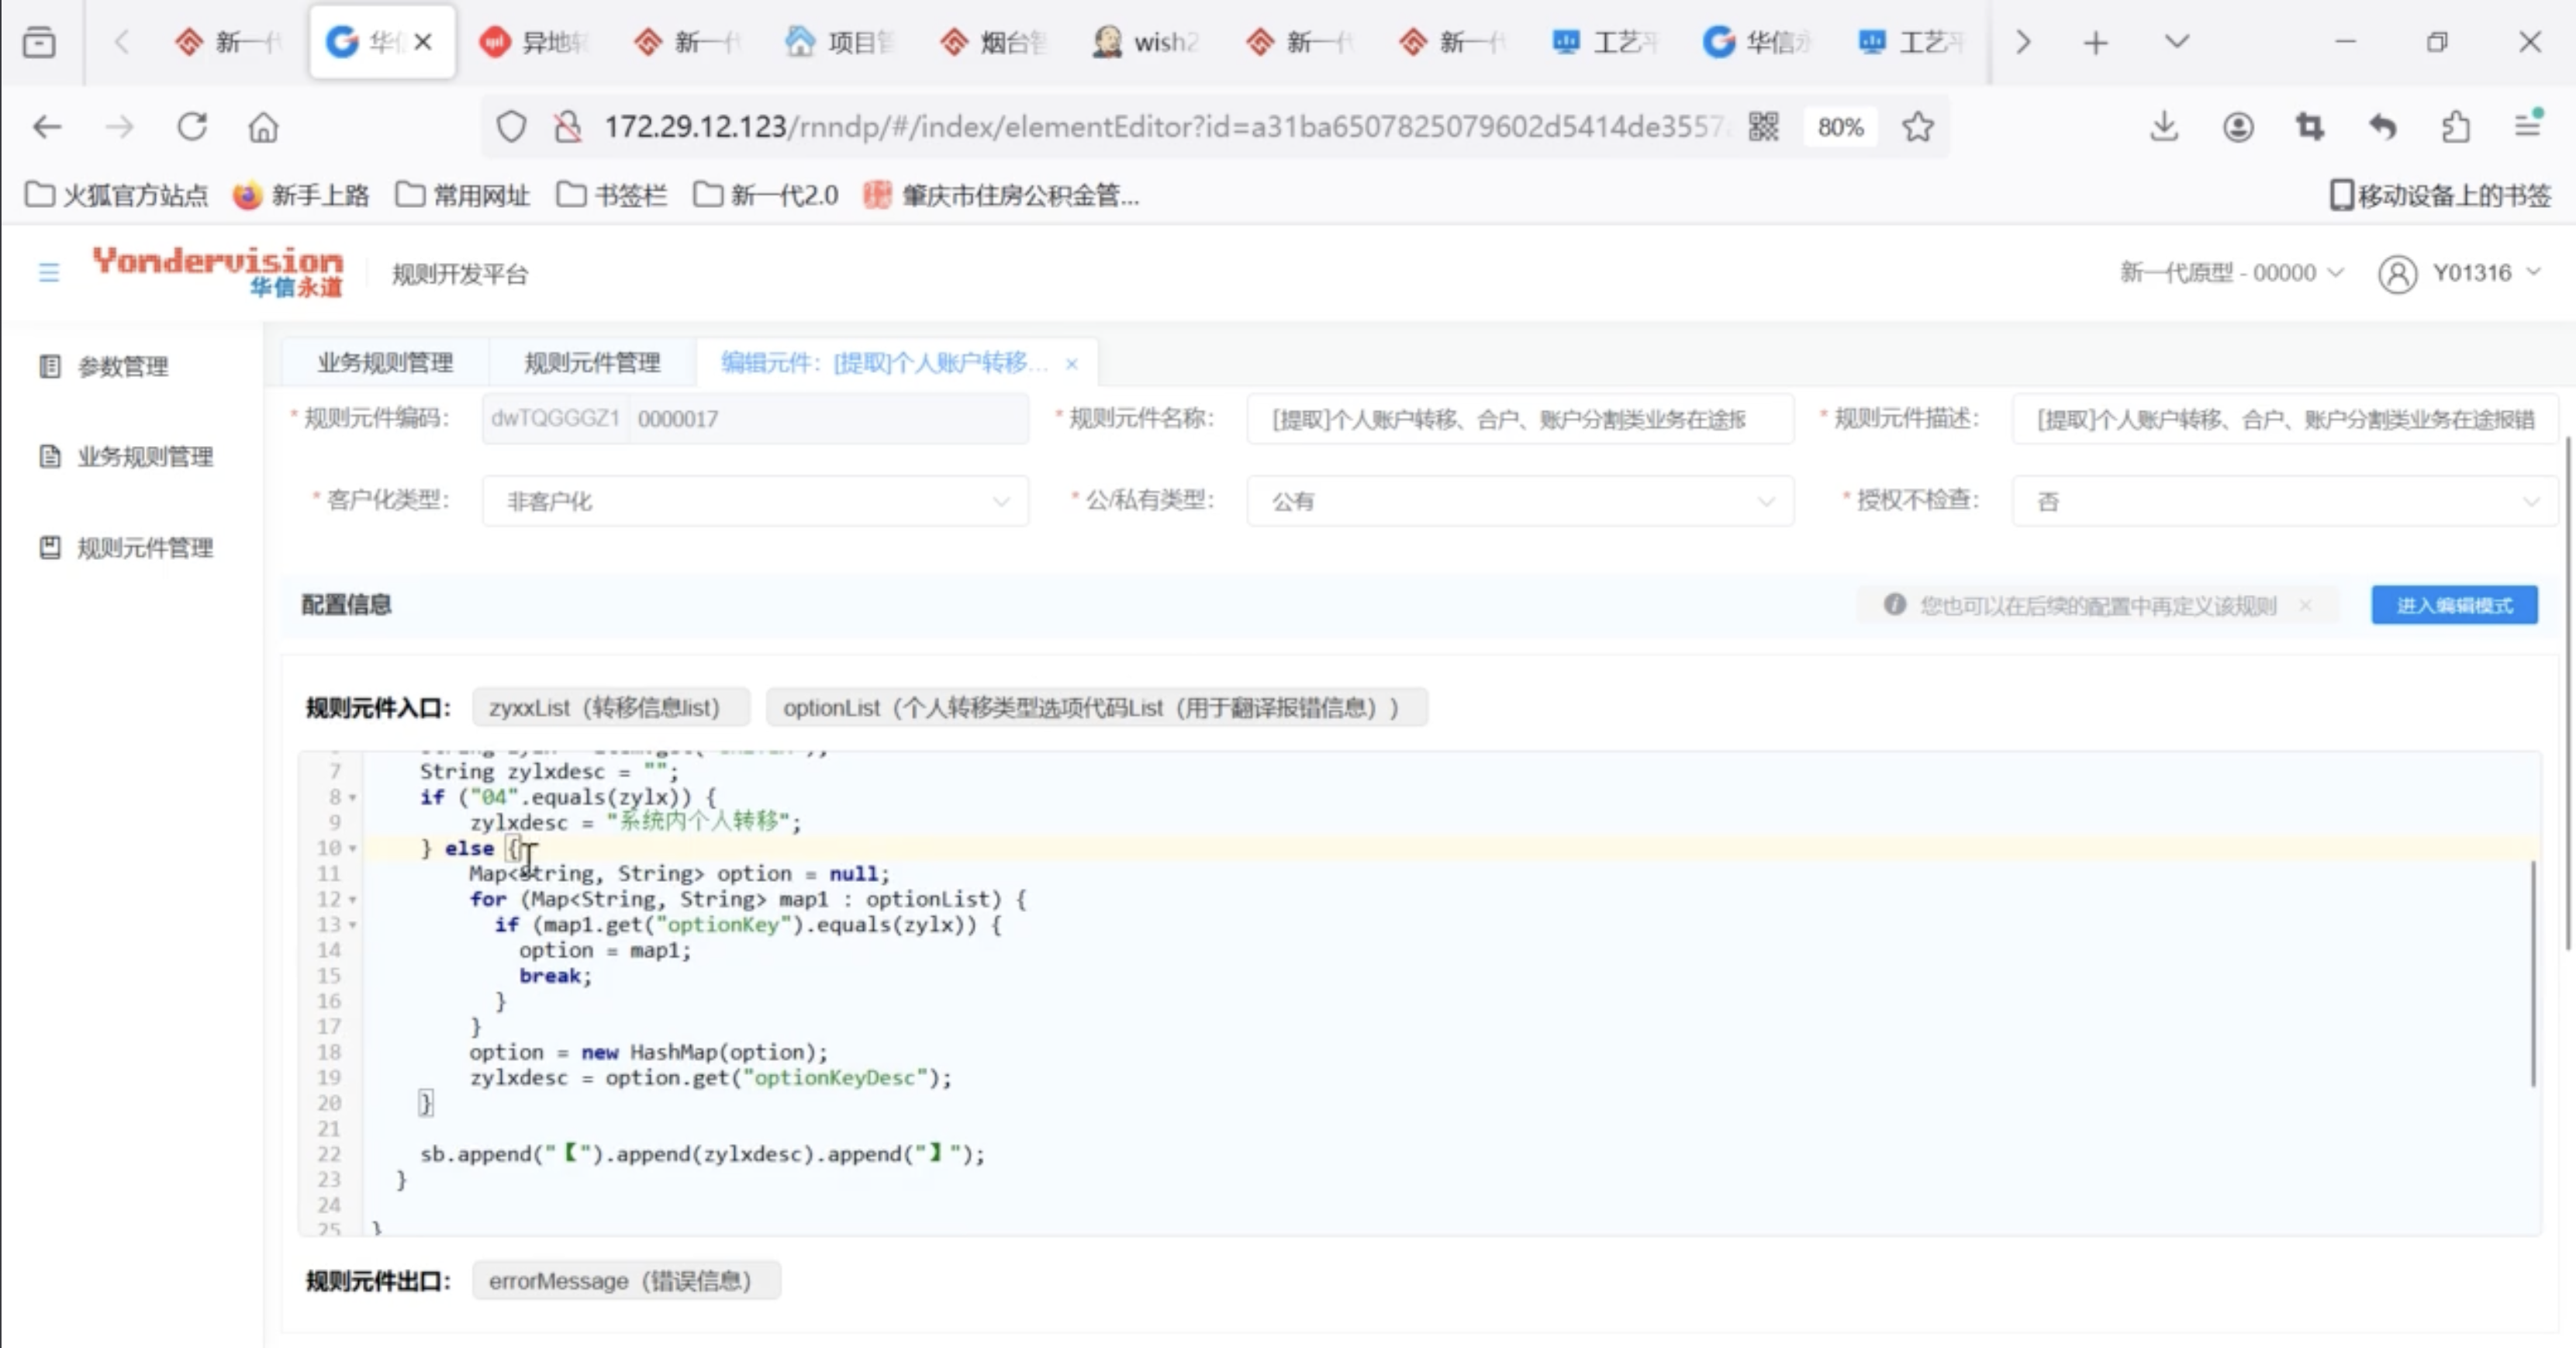 新一代
华信
异地转
新一代
项目管
烟台
wish2
新一代
新一代
工艺平
华信永
工艺平
172.29.12.123/rnndp/#/index/elementEditor?id=a31ba6507825079602d5414de3557
80%
火狐官方站点
新手上路
常用网址
书签栏
新一代2.0
肇庆市住房公积金管...
移动设备上的书签
Yondervision
华信永道
规则开发平台
新一代原型 - 00000
Y01316
参数管理
业务规则管理
规则元件管理
业务规则管理
规则元件管理
编辑元件：[提取]个人账户转移...
* 规则元件编码：
dwTQGGGZ1
0000017
* 规则元件名称：
[提取]个人账户转移、合户、账户分割类业务在途报
* 规则元件描述：
[提取]个人账户转移、合户、账户分割类业务在途报错
* 客户化类型：
非客户化
* 公/私有类型：
公有
* 授权不检查：
否
配置信息
您也可以在后续的配置中再定义该规则
进入编辑模式
规则元件入口：
zyxxList（转移信息list）
optionList（个人转移类型选项代码List（用于翻译报错信息））
7 String zylxdesc = "";
8 if ("04".equals(zylx)) {
9 zylxdesc = "系统内个人转移";
10 } else {
11 Map<String, String> option = null;
12 for (Map<String, String> map1 : optionList) {
13 if (map1.get("optionKey").equals(zylx)) {
14 option = map1;
15 break;
16 }
17 }
18 option = new HashMap(option);
19 zylxdesc = option.get("optionKeyDesc");
20 }
21
22 sb.append("【").append(zylxdesc).append("】");
23 }
24
25 }
规则元件出口：
errorMessage（错误信息）